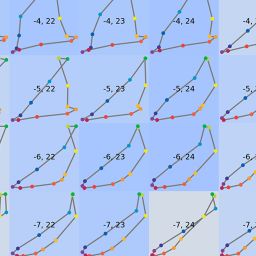 -4, 22 -4, 23 -4, 24 -4,
-5, 22 -5, 23 -5, 24 -5,
-6, 22 -6, 23 -6, 24 -6,
-7, 22 -7, 23 -7, 24 -7,